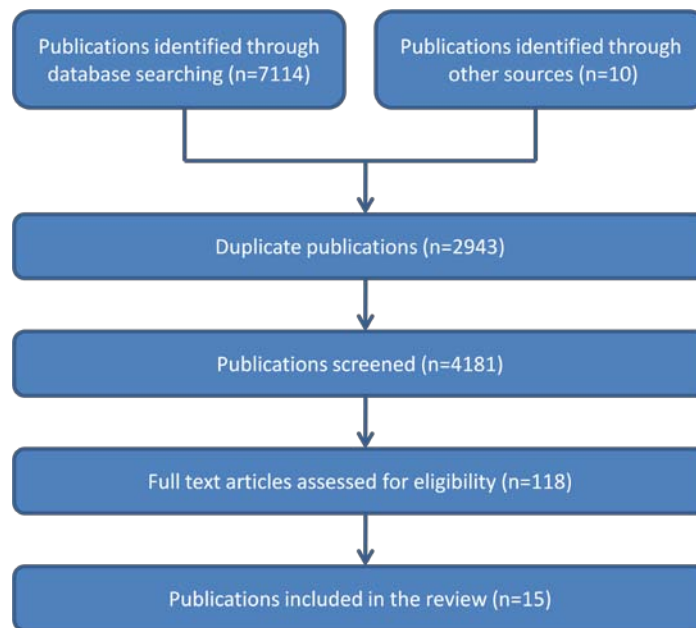 Publications identified through
database searching (n=7114)
Publications identified through
other sources (n=10)
Duplicate publications (n=2943)
Publications screened (n=4181)
Full text articles assessed for eligibility (n=118)
Publications included in the review (n=15)